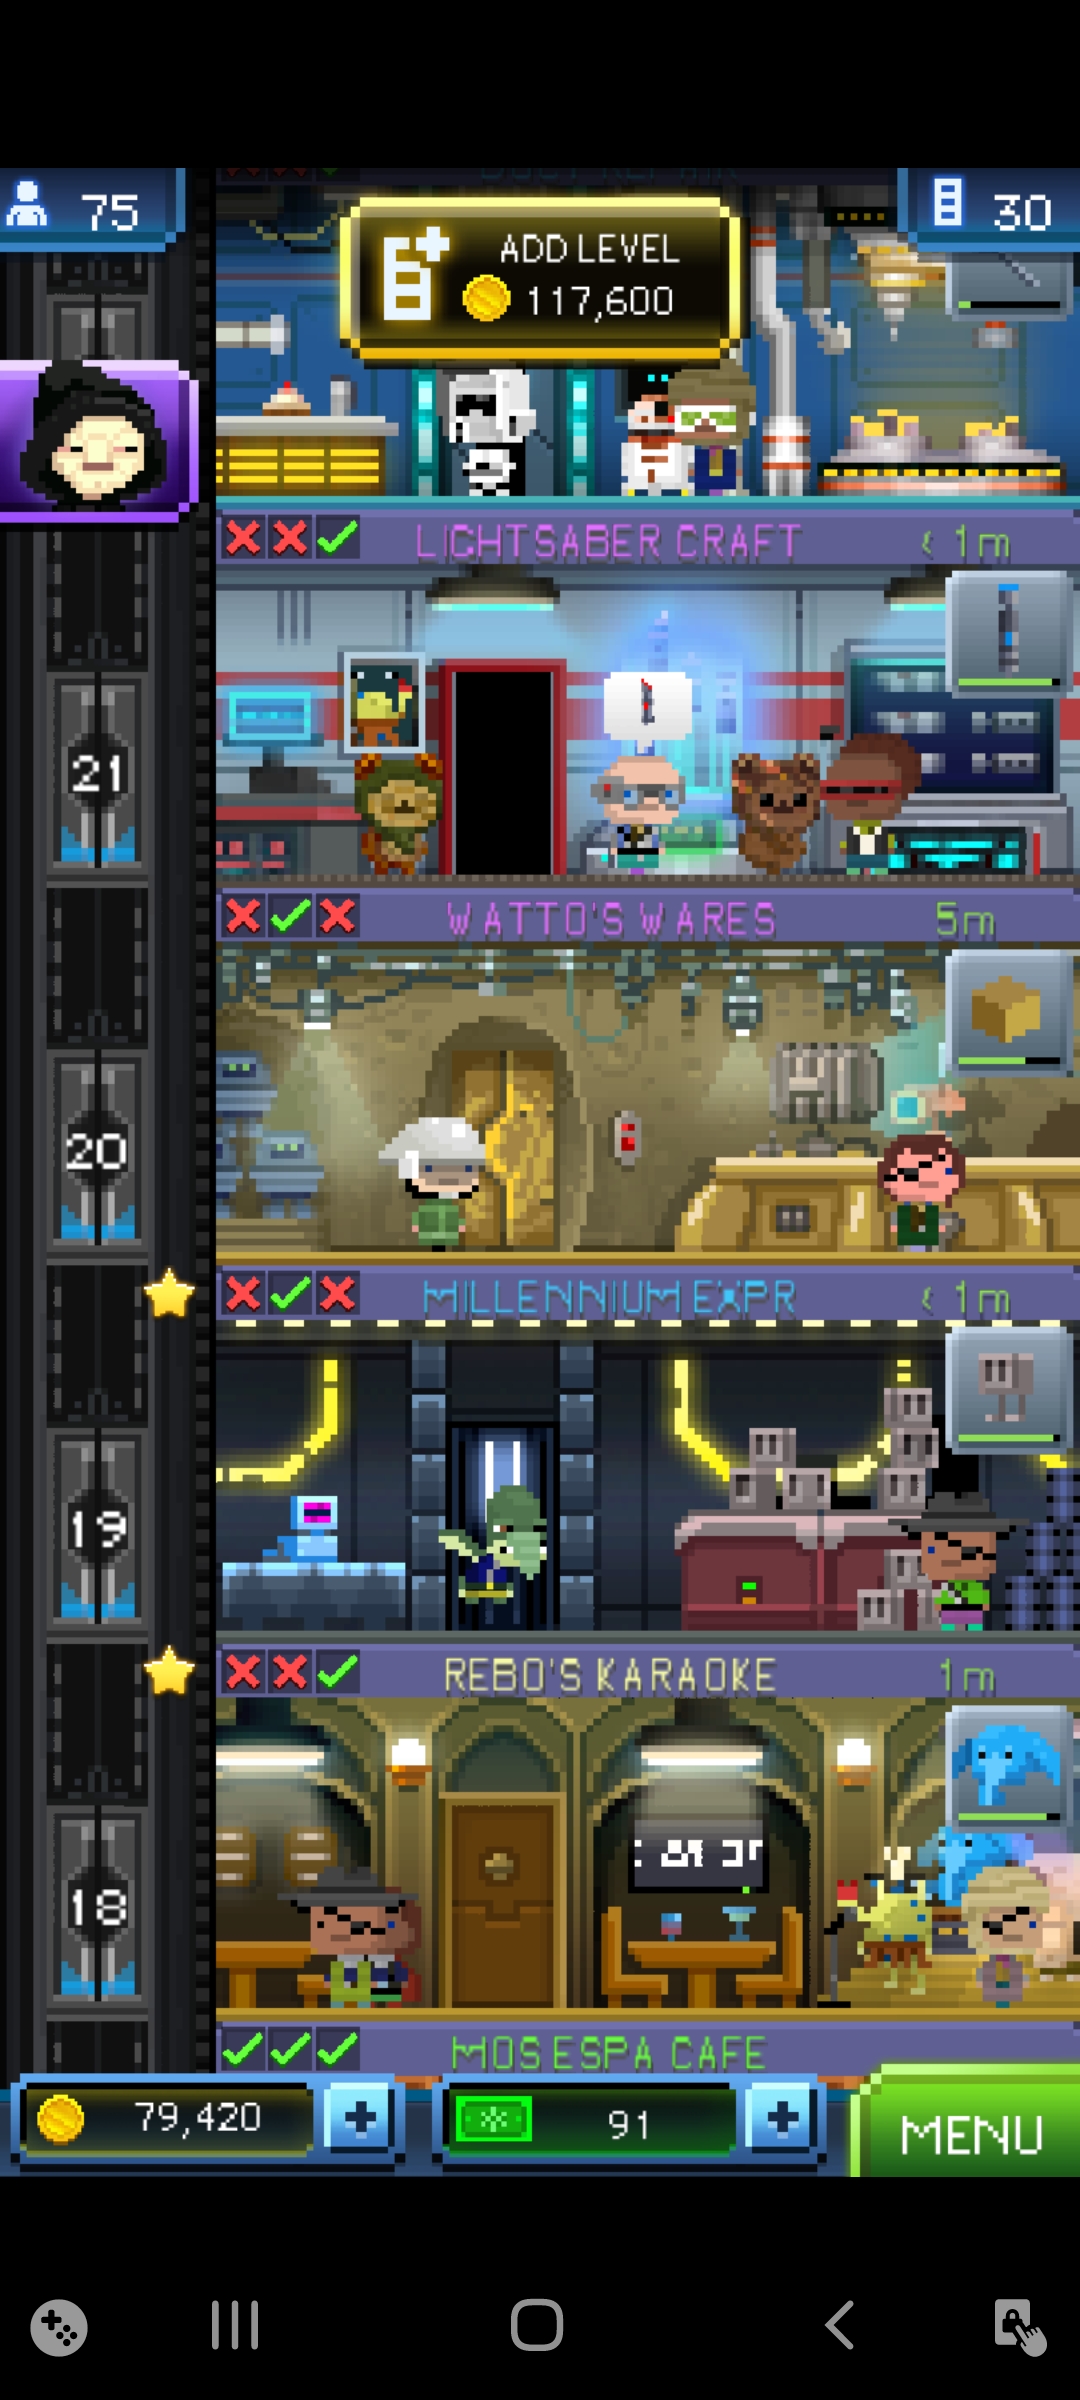 75
ADD LEVEL
117,600
30
LIGHTSABER CRAFT
< 1m
21
WATTO'S WARES
5m
20
MILLENNIUM EXPR
< 1m
19
REBO'S KARAOKE
1m
18
MOS ESPA CAFE
79,420
+
91
+
MENU